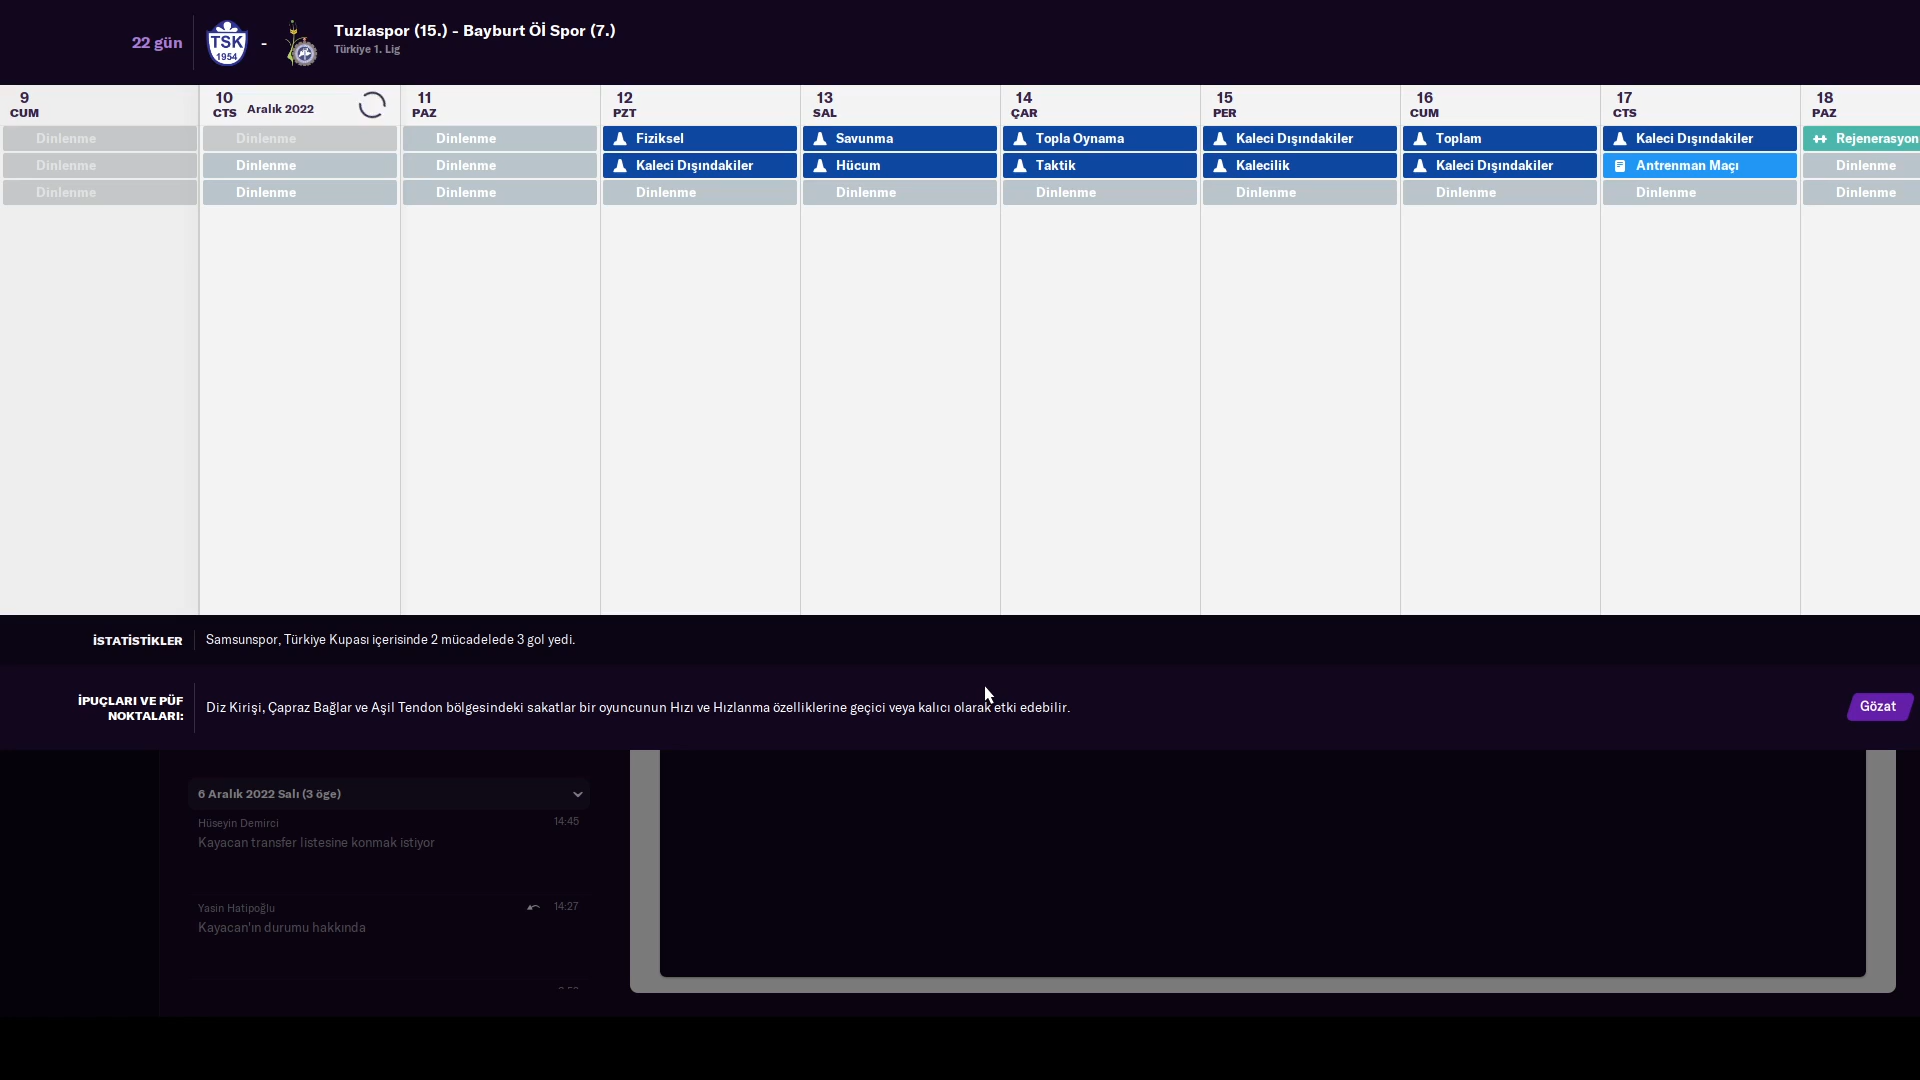 22 gün
TSK
1954
-
Tuzlaspor (15.) - Bayburt Öİ Spor (7.)
Türkiye 1. Lig
9
CUM
10
CTS Aralık 2022
11
PAZ
12
PZT
13
SAL
14
ÇAR
15
PER
16
CUM
17
CTS
18
PAZ
Dinlenme
Dinlenme
Dinlenme
Fiziksel
Savunma
Topla Oynama
Kaleci Dışındakiler
Toplam
Kaleci Dışındakiler
Rejenerasyon
Dinlenme
Dinlenme
Dinlenme
Kaleci Dışındakiler
Hücum
Taktik
Kalecilik
Kaleci Dışındakiler
Antrenman Maçı
Dinlenme
Dinlenme
Dinlenme
Dinlenme
Dinlenme
Dinlenme
Dinlenme
Dinlenme
Dinlenme
Dinlenme
Dinlenme
İSTATİSTİKLER
Samsunspor, Türkiye Kupası içerisinde 2 mücadelede 3 gol yedi.
İPUÇLARI VE PÜF
NOKTALARI:
Diz Kirişi, Çapraz Bağlar ve Aşil Tendon bölgesindeki sakatlar bir oyuncunun Hızı ve Hızlanma özelliklerine geçici veya kalıcı olarak etki edebilir.
Gözat
6 Aralık 2022 Salı (3 öge)
Hüseyin Demirci 14:45
Kayacan transfer listesine konmak istiyor
Yasin Hatipoğlu 14:27
Kayacan'ın durumu hakkında